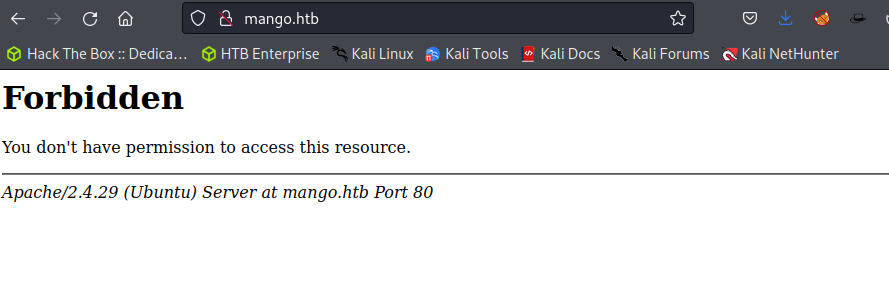 mango.htb
Hack The Box :: Dedica... HTB Enterprise Kali Linux Kali Tools Kali Docs Kali Forums Kali NetHunter
Forbidden
You don't have permission to access this resource.
Apache/2.4.29 (Ubuntu) Server at mango.htb Port 80